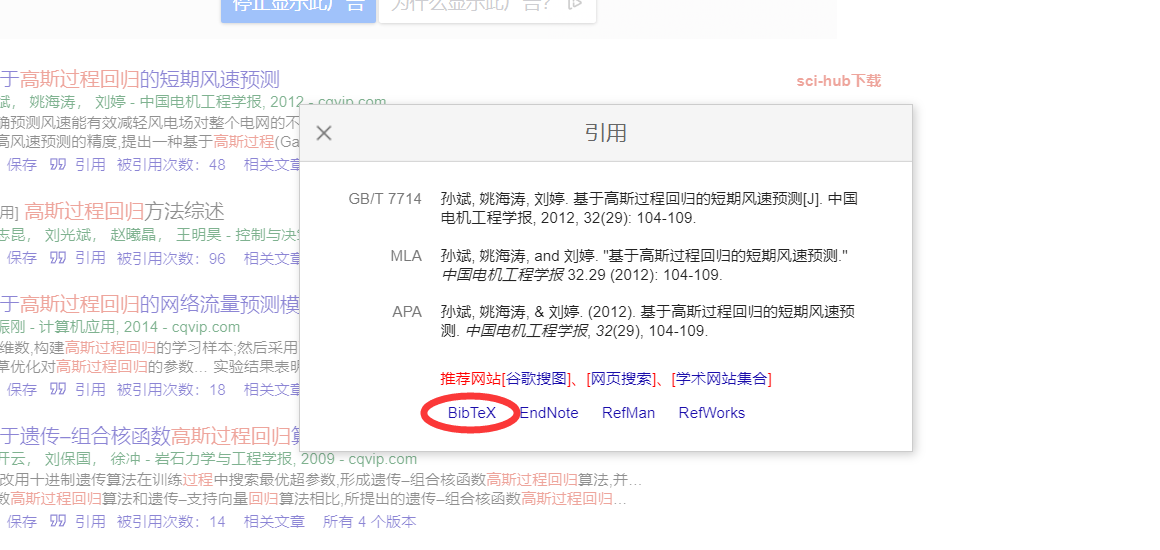 停止显示此广告 为什么显示此广告?
于高斯过程回归的短期风速预测
sci-hub下载
斌, 姚海涛, 刘婷 - 中国电机工程学报, 2012 - cqvip.com
确预测风速能有效减轻风电场对整个电网的不
高风速预测的精度,提出一种基于高斯过程(Ga
保存 引用 被引用次数: 48 相关文章
用] 高斯过程回归方法综述
志昆, 刘光斌, 赵曦晶, 王明昊 - 控制与决
保存 引用 被引用次数: 96 相关文章
于高斯过程回归的网络流量预测模
振刚 - 计算机应用, 2014 - cqvip.com
维数,构建高斯过程回归的学习样本;然后采用
草优化对高斯过程回归的参数... 实验结果表明
保存 引用 被引用次数: 18 相关文章
于遗传–组合核函数高斯过程回归算
开云, 刘保国, 徐冲 - 岩石力学与工程学报, 2009 - cqvip.com
改用十进制遗传算法在训练过程中搜索最优超参数,形成遗传–组合核函数高斯过程回归算法,并...
数高斯过程回归算法和遗传–支持向量回归算法相比,所提出的遗传–组合核函数高斯过程回归...
保存 引用 被引用次数: 14 相关文章 所有 4 个版本
引用
GB/T 7714 孙斌, 姚海涛, 刘婷. 基于高斯过程回归的短期风速预测[J]. 中国
电机工程学报, 2012, 32(29): 104-109.
MLA 孙斌, 姚海涛, and 刘婷. "基于高斯过程回归的短期风速预测."
中国电机工程学报 32.29 (2012): 104-109.
APA 孙斌, 姚海涛, & 刘婷. (2012). 基于高斯过程回归的短期风速预
测. 中国电机工程学报, 32(29), 104-109.
推荐网站[谷歌搜图]、[网页搜索]、[学术网站集合]
BibTeX EndNote RefMan RefWorks